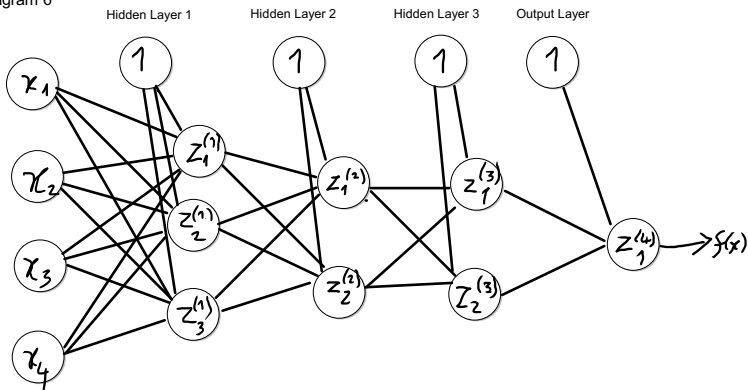 gram 6
Hidden Layer 1 Hidden Layer 2 Hidden Layer 3 Output Layer
1 1 1 1
x₁
z₁⁽¹⁾
x₂ z₁⁽²⁾ z₁⁽³⁾
z₂⁽¹⁾
z₁⁽⁴⁾ → f(x)
x₃
z₂⁽²⁾ z₂⁽³⁾
z₃⁽¹⁾
x₄